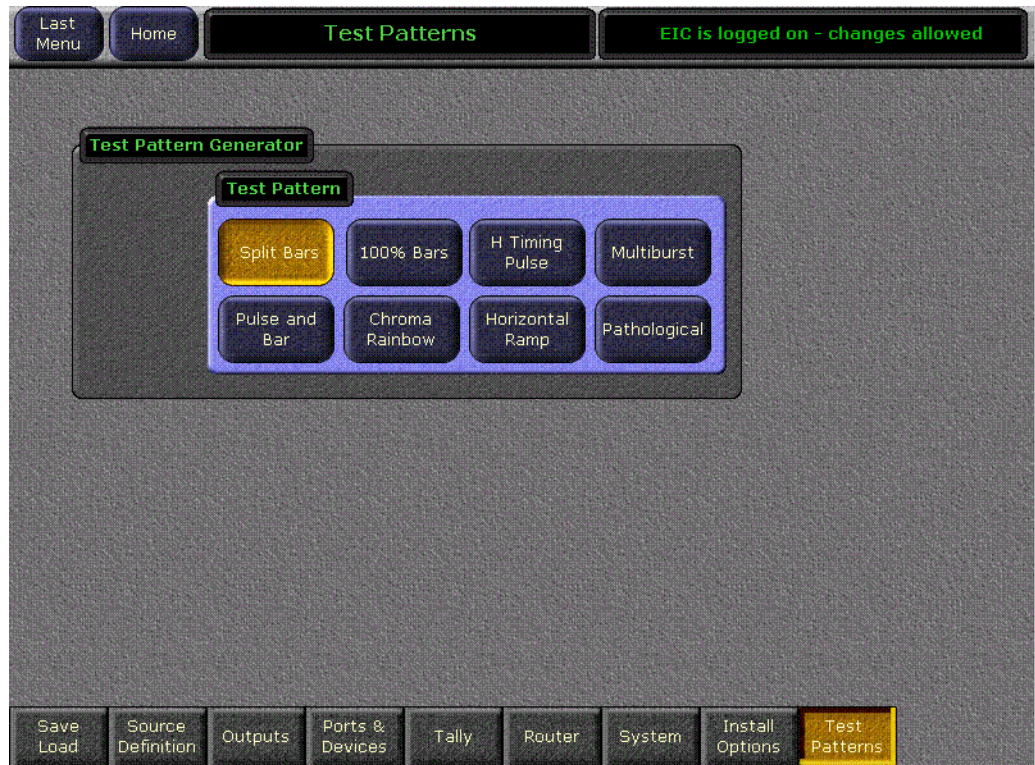 Last
Menu
Home
Test Patterns
EIC is logged on - changes allowed
Test Pattern Generator
Test Pattern
Split Bars
100% Bars
H Timing
Pulse
Multiburst
Pulse and
Bar
Chroma
Rainbow
Horizontal
Ramp
Pathological
Save
Load
Source
Definition
Outputs
Ports &
Devices
Tally
Router
System
Install
Options
Test
Patterns